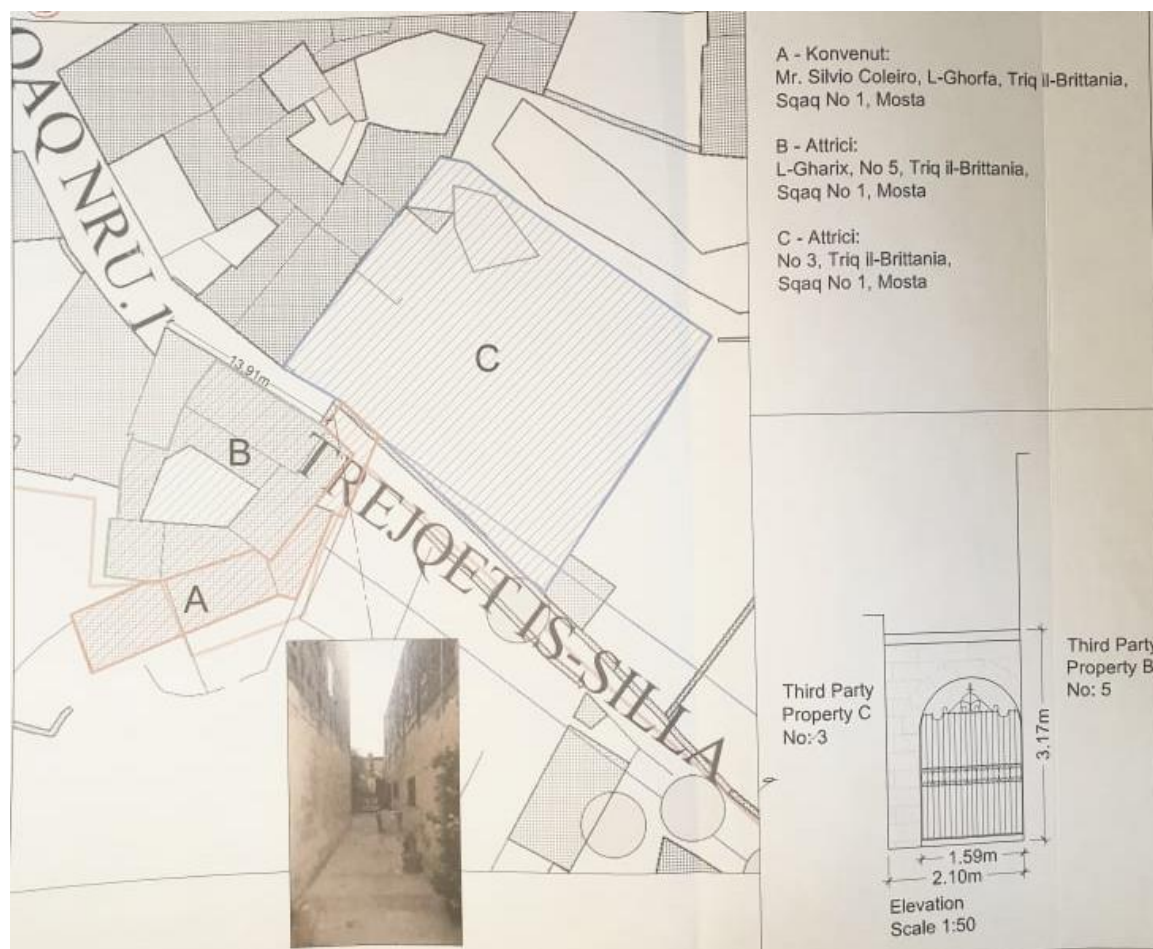 QAQ NRU.1
13.91m
B
C
A
TREJQET IS-SILLA
A - Konvenut:
Mr. Silvio Coleiro, L-Ghorfa, Triq il-Brittania,
Sqaq No 1, Mosta
B - Attrici:
L-Gharix, No 5, Triq il-Brittania,
Sqaq No 1, Mosta
C - Attrici:
No 3, Triq il-Brittania,
Sqaq No 1, Mosta
Third Party
Property C
No: 3
Third Party
Property B
No: 5
3.17m
1.59m
2.10m
Elevation
Scale 1:50